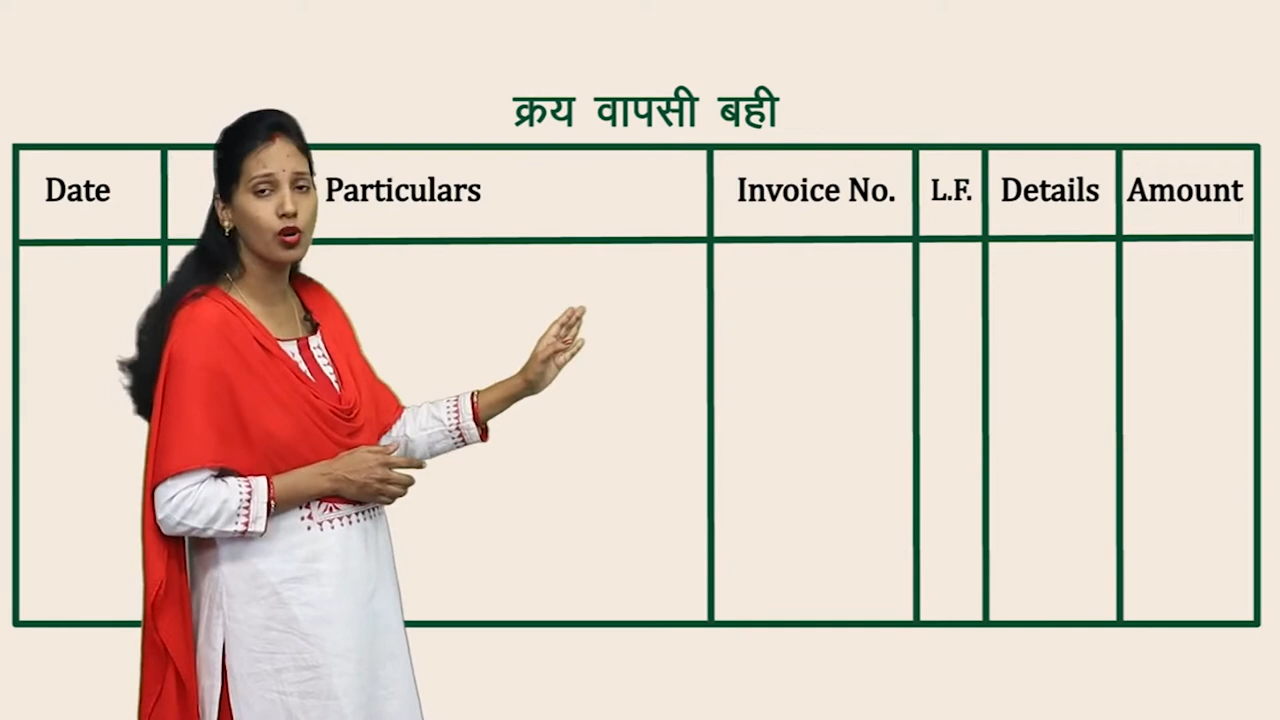 क्रय वापसी बही
Date Particulars Invoice No. L.F. Details Amount